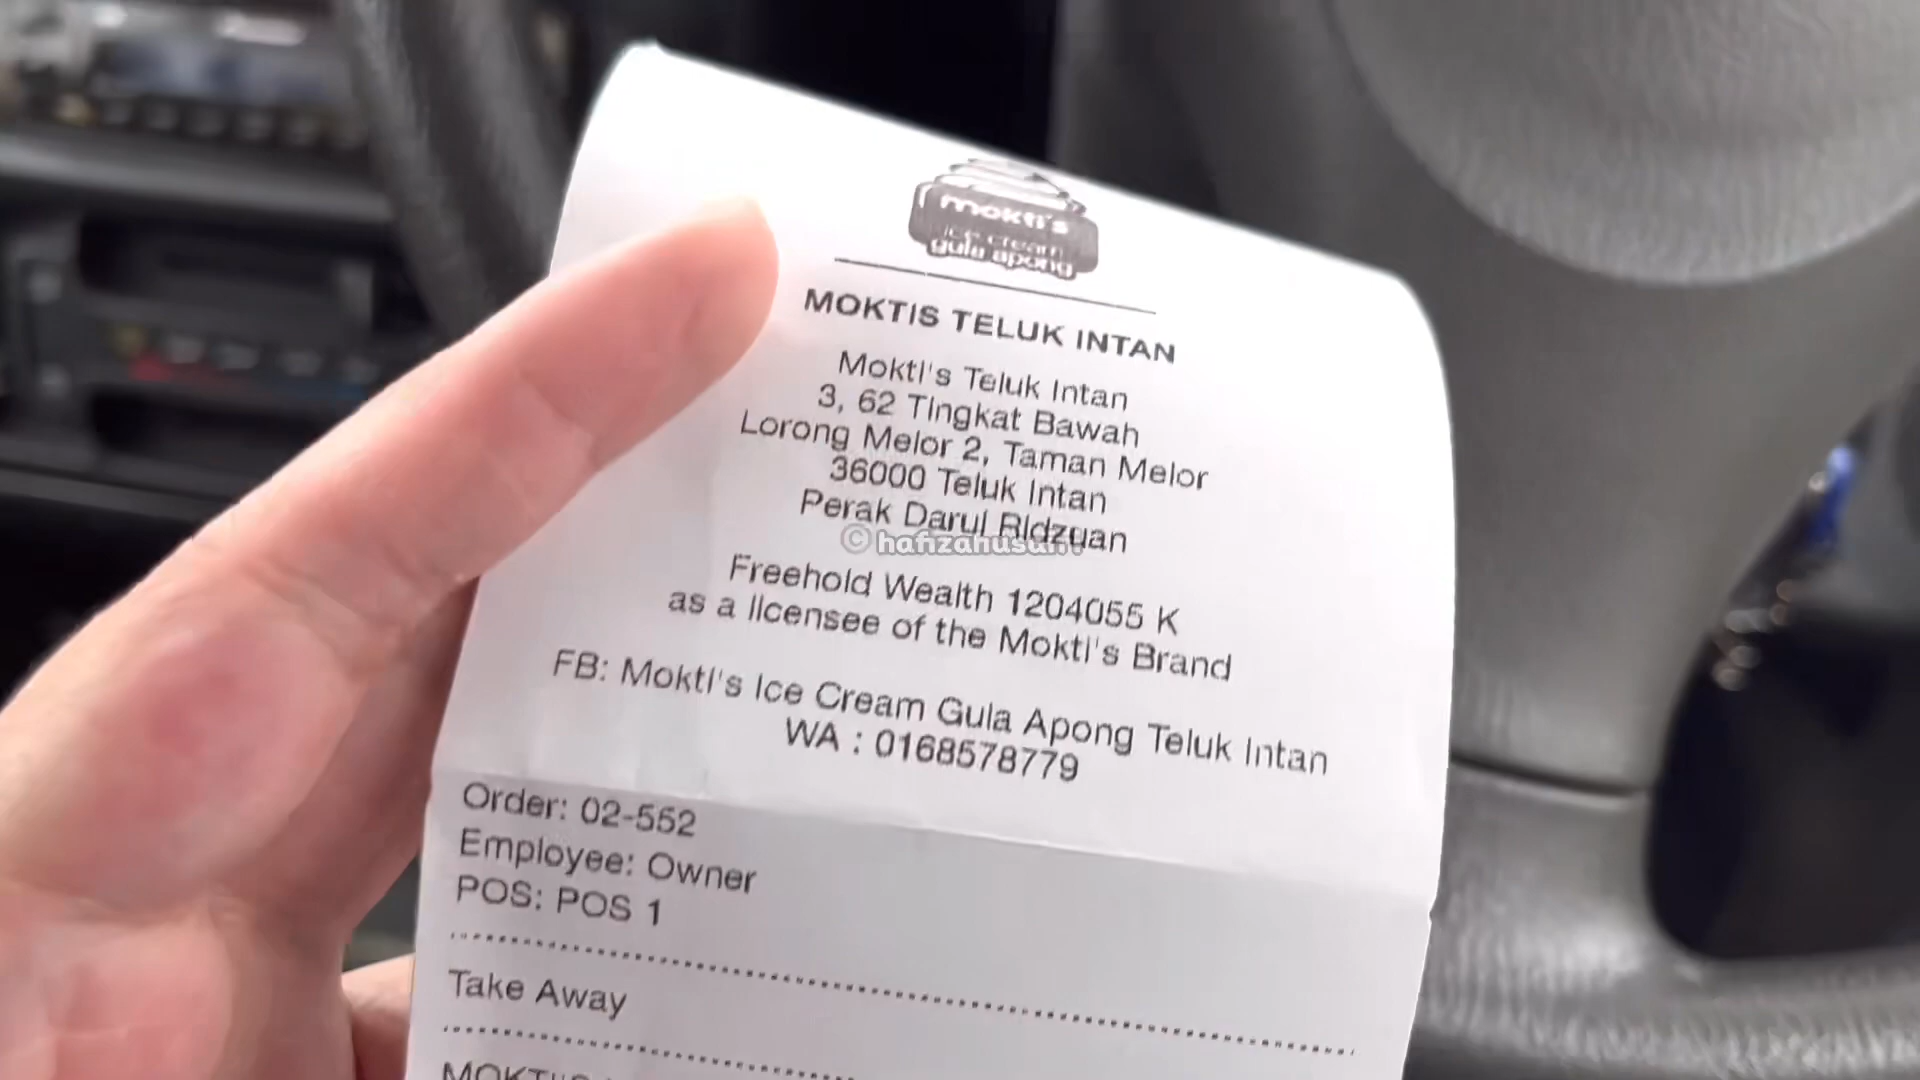 mokti's
ice cream
gula apong
MOKTIS TELUK INTAN
Mokti's Teluk Intan
3, 62 Tingkat Bawah
Lorong Melor 2, Taman Melor
36000 Teluk Intan
Perak Darul Ridzuan
© hafizahusairi
Freehold Wealth 1204055 K
as a licensee of the Mokti's Brand
FB: Mokti's Ice Cream Gula Apong Teluk Intan
WA : 0168578779
Order: 02-552
Employee: Owner
POS: POS 1
Take Away